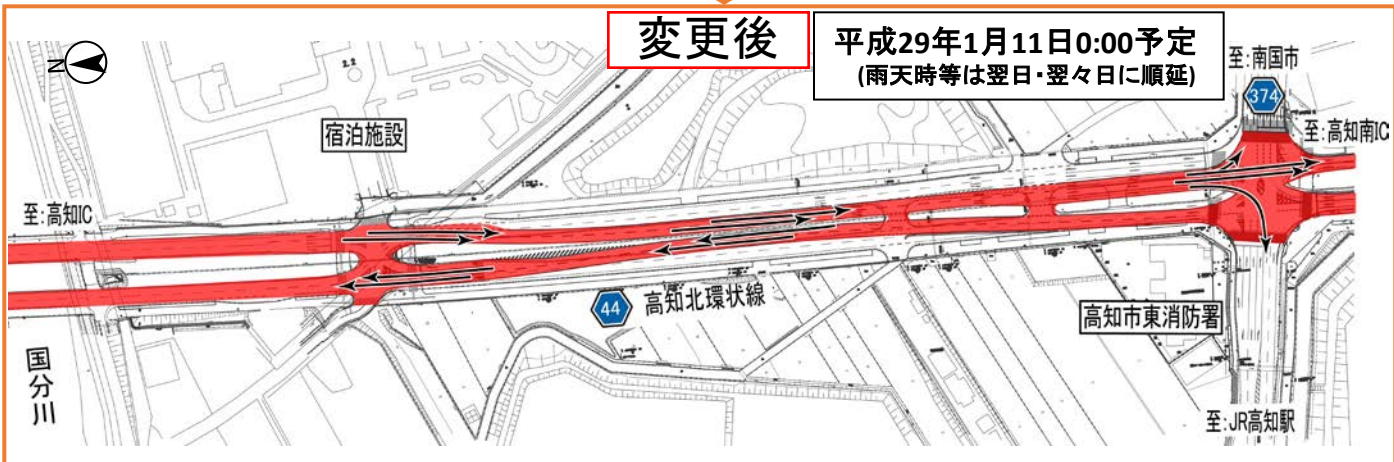 変更後
平成29年1月11日0:00予定
(雨天時等は翌日・翌々日に順延)
N
2.2
至:南国市
374
至:高知南IC
宿泊施設
至:高知IC
44
高知北環状線
高知市東消防署
国分川
至:JR高知駅